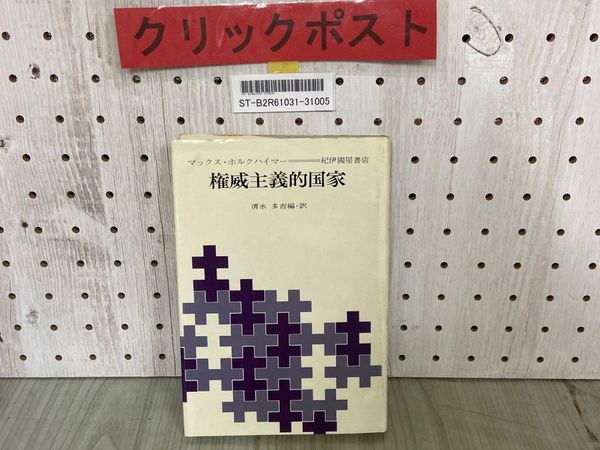 クリックポスト
ST-B2R61031-31005
マックス・ホルクハイマー━━━紀伊國屋書店
権威主義的国家
清水 多吉編・訳